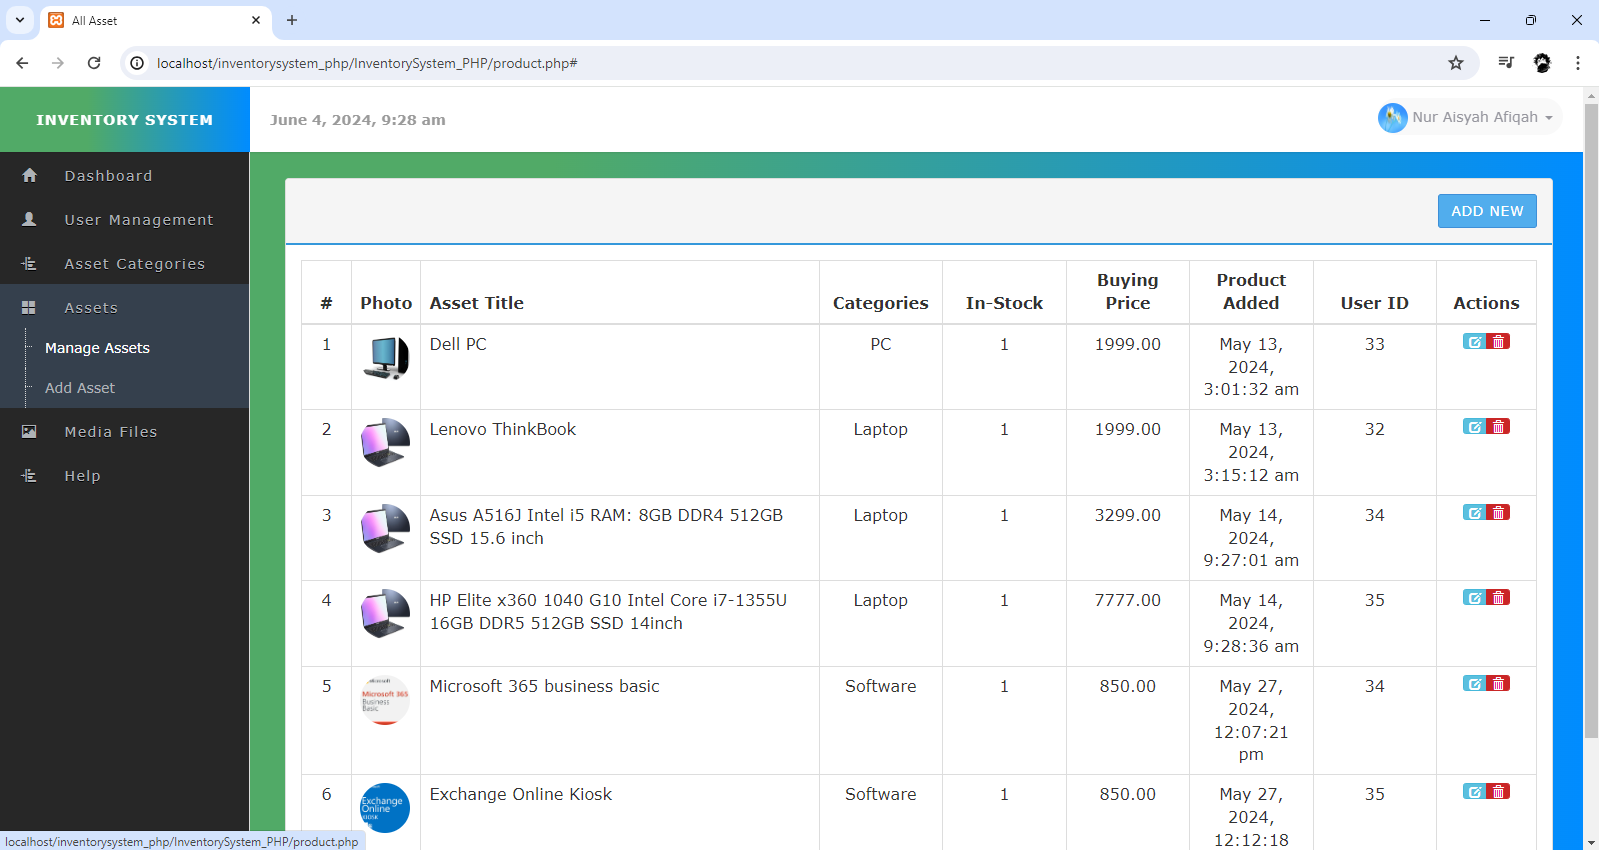 All Asset
localhost/inventorysystem_php/InventorySystem_PHP/product.php#
INVENTORY SYSTEM
June 4, 2024, 9:28 am
Nur Aisyah Afiqah
Dashboard
User Management
Asset Categories
Assets
Manage Assets
Add Asset
Media Files
Help
ADD NEW
# Photo Asset Title Categories In-Stock Buying Price Product Added User ID Actions
1 Dell PC PC 1 1999.00 May 13, 2024, 3:01:32 am 33
2 Lenovo ThinkBook Laptop 1 1999.00 May 13, 2024, 3:15:12 am 32
3 Asus A516J Intel i5 RAM: 8GB DDR4 512GB SSD 15.6 inch Laptop 1 3299.00 May 14, 2024, 9:27:01 am 34
4 HP Elite x360 1040 G10 Intel Core i7-1355U 16GB DDR5 512GB SSD 14inch Laptop 1 7777.00 May 14, 2024, 9:28:36 am 35
5 Microsoft 365 Business Basic Microsoft 365 business basic Software 1 850.00 May 27, 2024, 12:07:21 pm 34
6 Exchange Online KIOSK Exchange Online Kiosk Software 1 850.00 May 27, 2024, 12:12:18 35
localhost/inventorysystem_php/InventorySystem_PHP/product.php